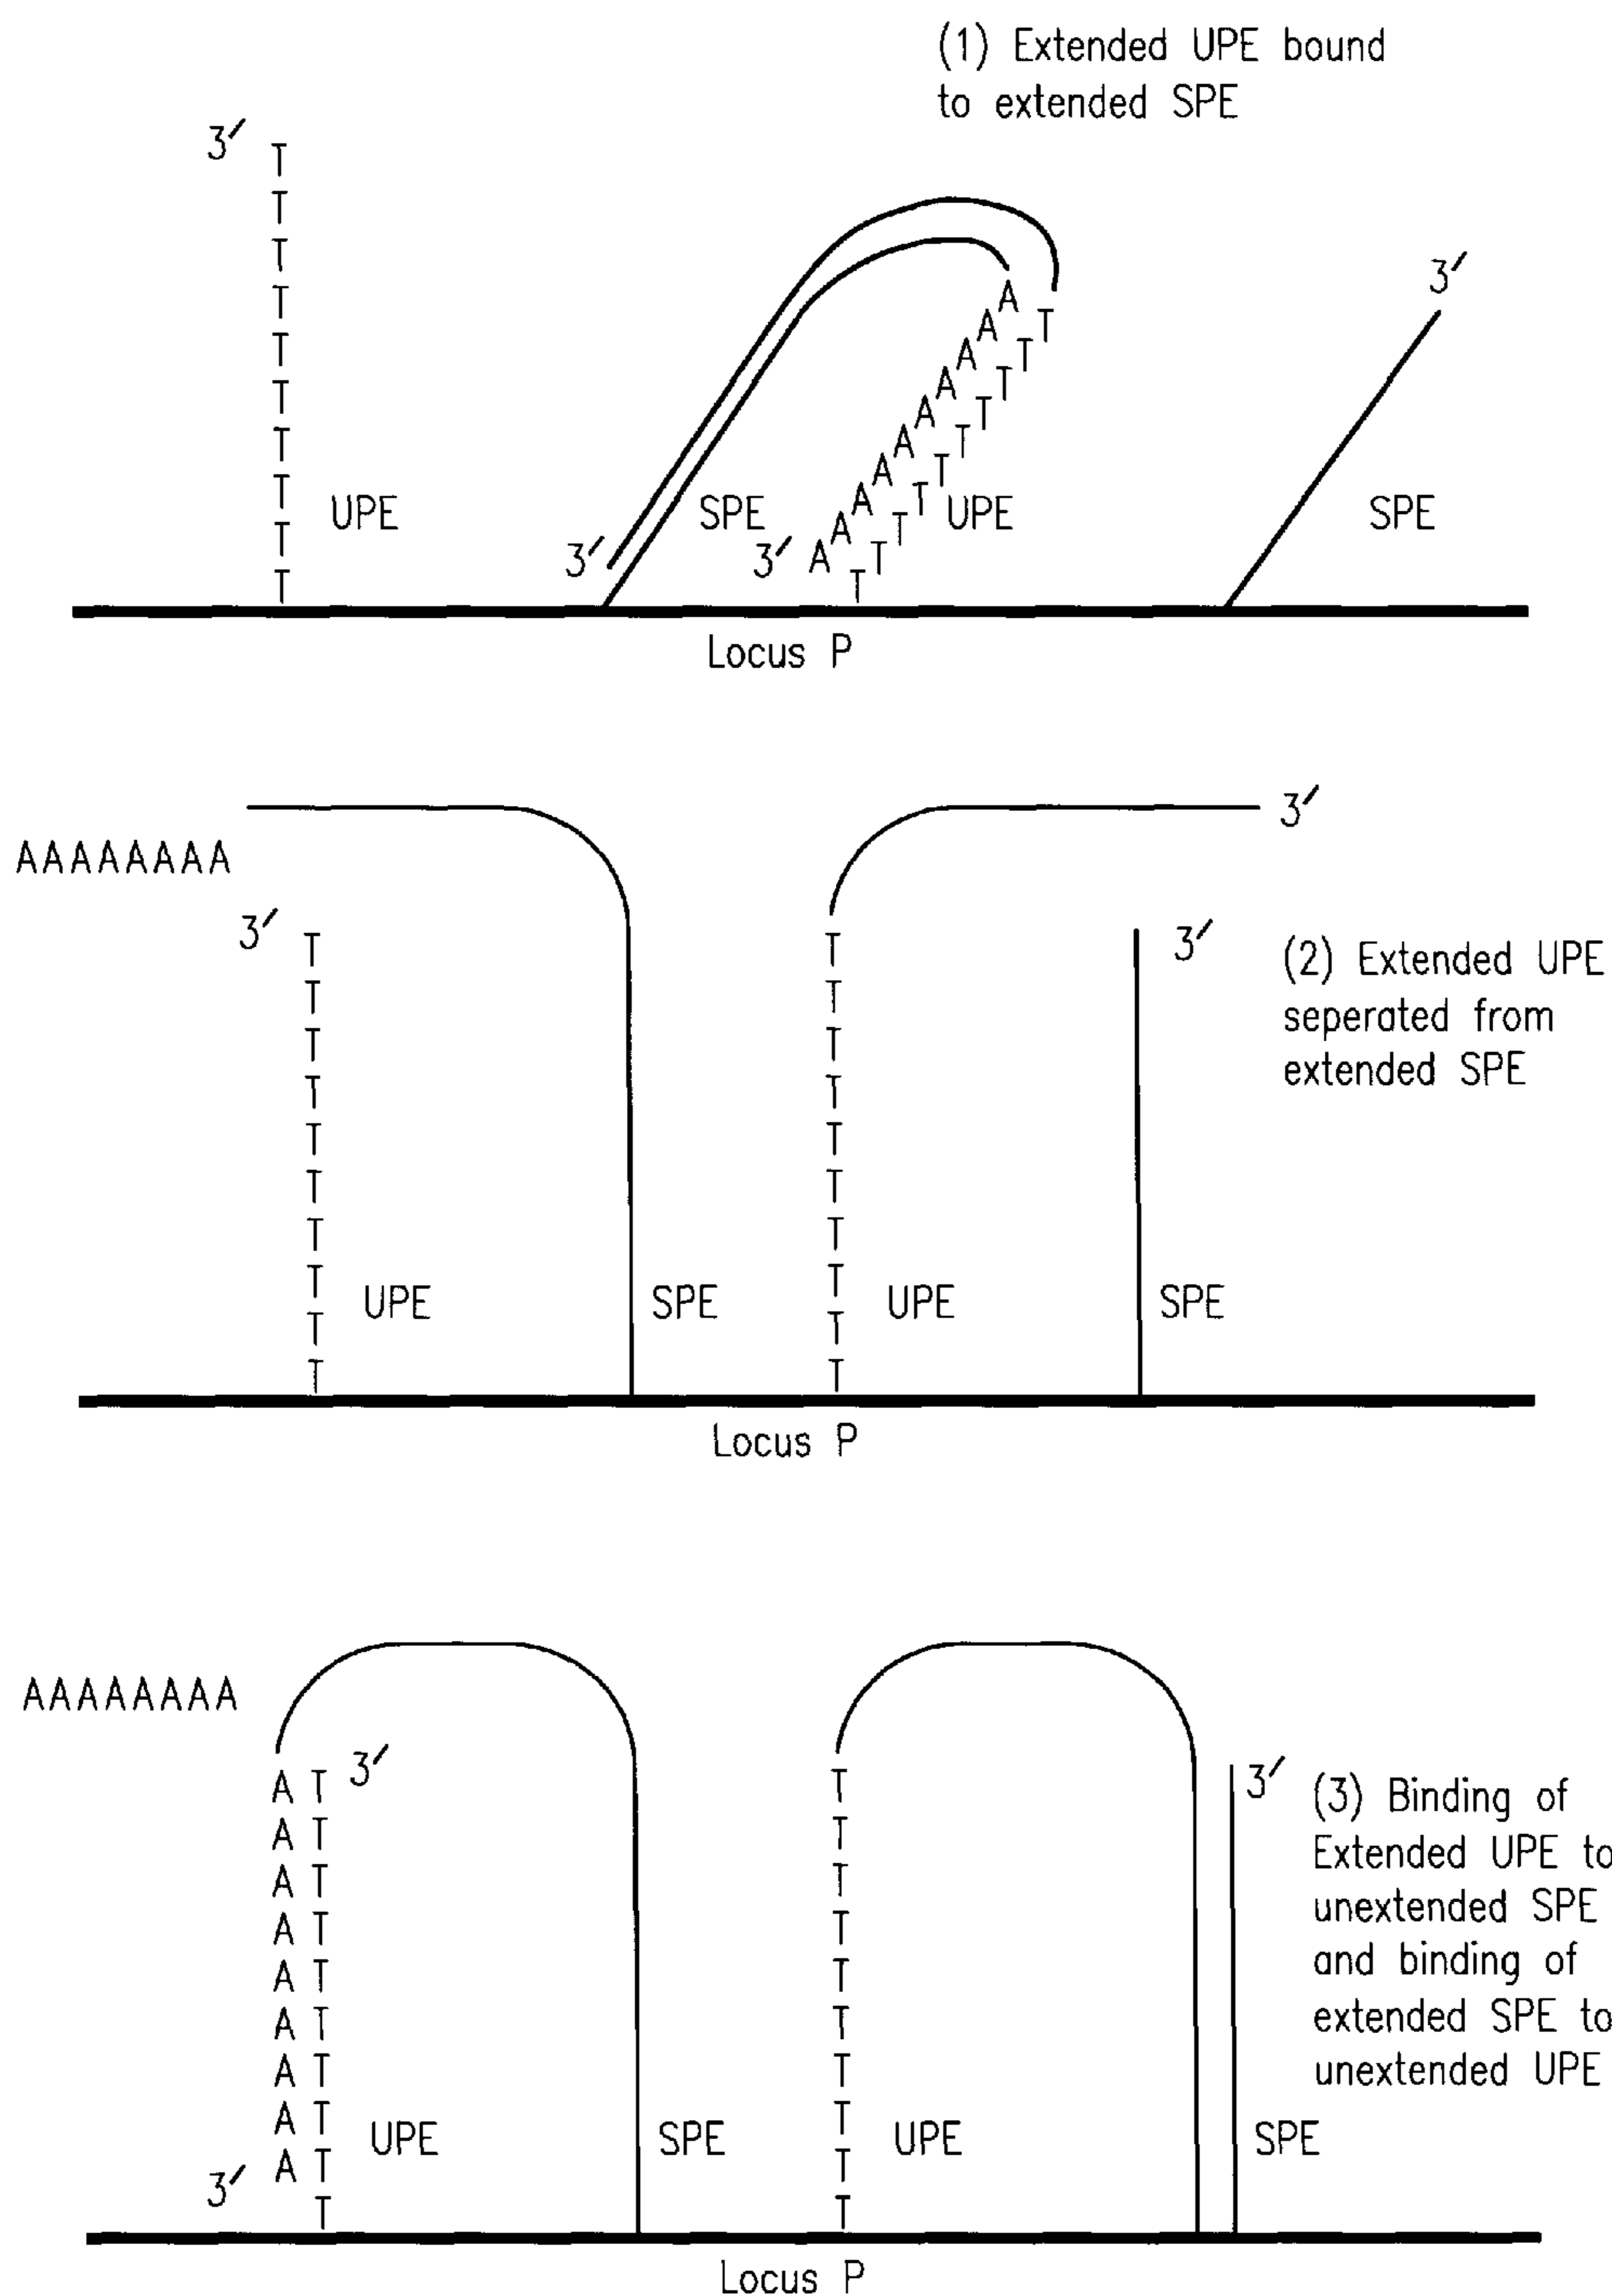 (1) Extended UPE bound
to extended SPE
3′
T
T
T
T
T
T
T
T
T
T
UPE
3′
SPE
3′
A
A
A
A
A
A
A
A
A
A
T
T
T
T
T
T
T
T
T
T
UPE
3′
SPE
Locus P
AAAAAAAA
3′
T
T
T
T
T
T
T
T
T
T
UPE
SPE
3′
T
T
T
T
T
T
T
T
T
T
UPE
3′
SPE
(2) Extended UPE
seperated from
extended SPE
Locus P
AAAAAAAA
3′
A T
A T
A T
A T
A T
A T
A T
A T
A T
T
3′
UPE
SPE
T
T
T
T
T
T
T
T
T
T
UPE
3′
SPE
(3) Binding of
Extended UPE to
unextended SPE
and binding of
extended SPE to
unextended UPE
Locus P